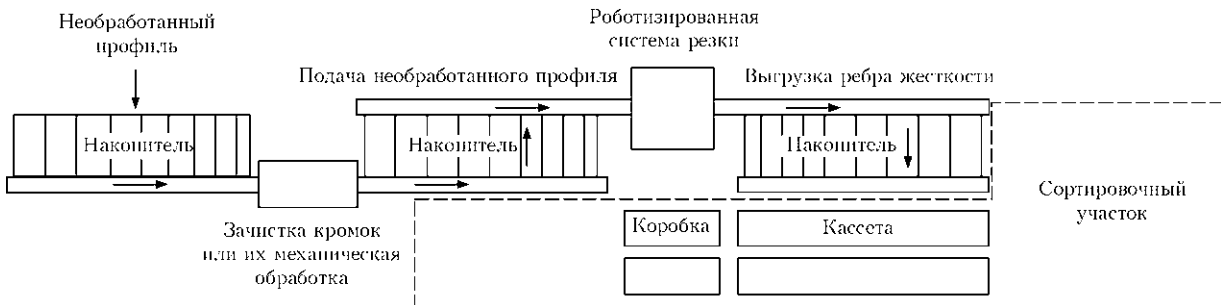 Необработанный
профиль
Роботизированная
система резки
Подача необработанного профиля
Выгрузка ребра жесткости
Накопитель
Накопитель
Накопитель
Сортировочный
участок
Зачистка кромок
или их механическая
обработка
Коробка
Кассета